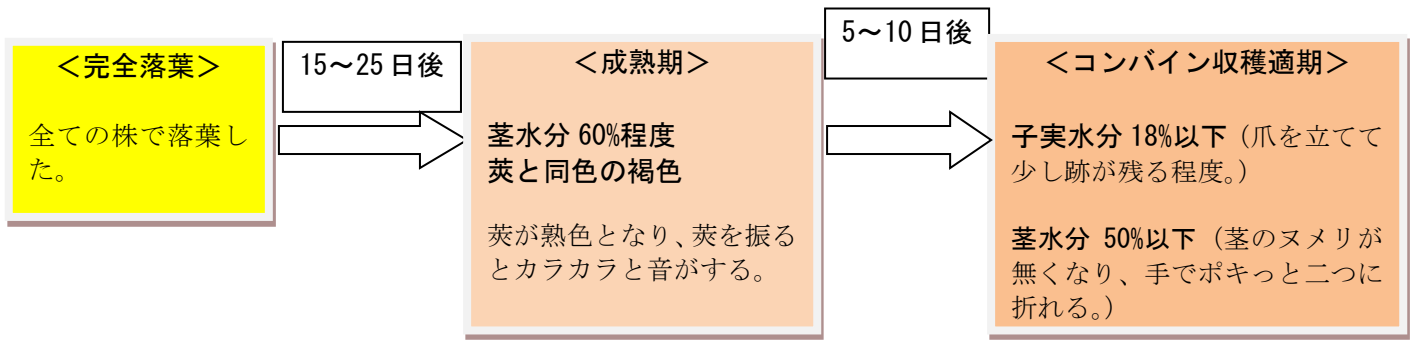 <完全落葉>
全ての株で落葉し
た。
15~25日後
<成熟期>
茎水分 60%程度
莢と同色の褐色
莢が熟色となり、莢を振る
とカラカラと音がする。
5~10日後
<コンバイン収穫適期>
子実水分 18%以下(爪を立てて
少し跡が残る程度。)
茎水分 50%以下(茎のヌメリが
無くなり、手でポキっと二つに
折れる。)